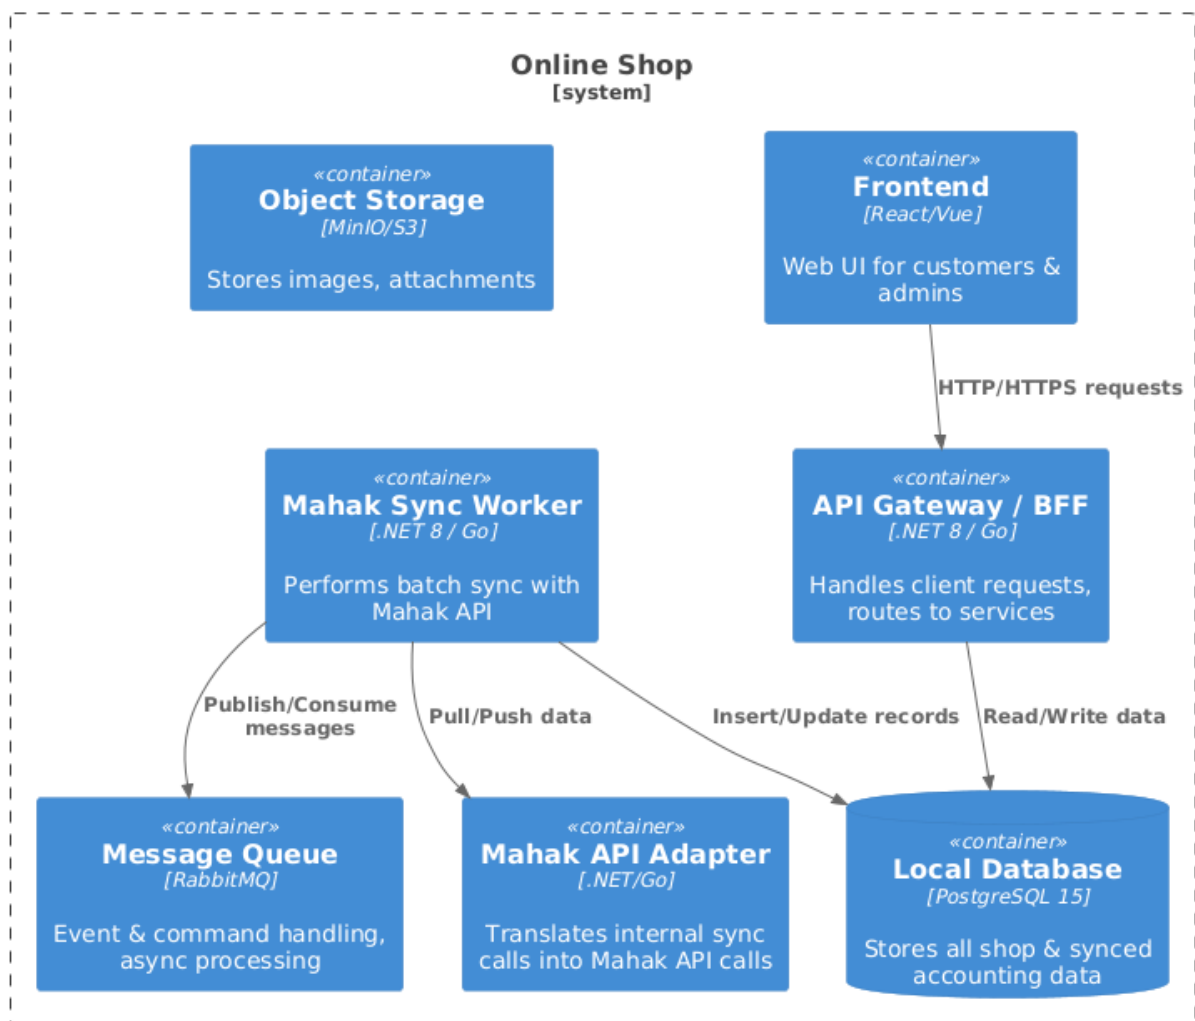 Online Shop
[system]
«container»
Object Storage
[MinIO/S3]
Stores images, attachments
«container»
Frontend
[React/Vue]
Web UI for customers &
admins
HTTP/HTTPS requests
«container»
Mahak Sync Worker
[.NET 8 / Go]
Performs batch sync with
Mahak API
«container»
API Gateway / BFF
[.NET 8 / Go]
Handles client requests,
routes to services
Publish/Consume
messages
Pull/Push data
Insert/Update records
Read/Write data
«container»
Message Queue
[RabbitMQ]
Event & command handling,
async processing
«container»
Mahak API Adapter
[.NET/Go]
Translates internal sync
calls into Mahak API calls
«container»
Local Database
[PostgreSQL 15]
Stores all shop & synced
accounting data